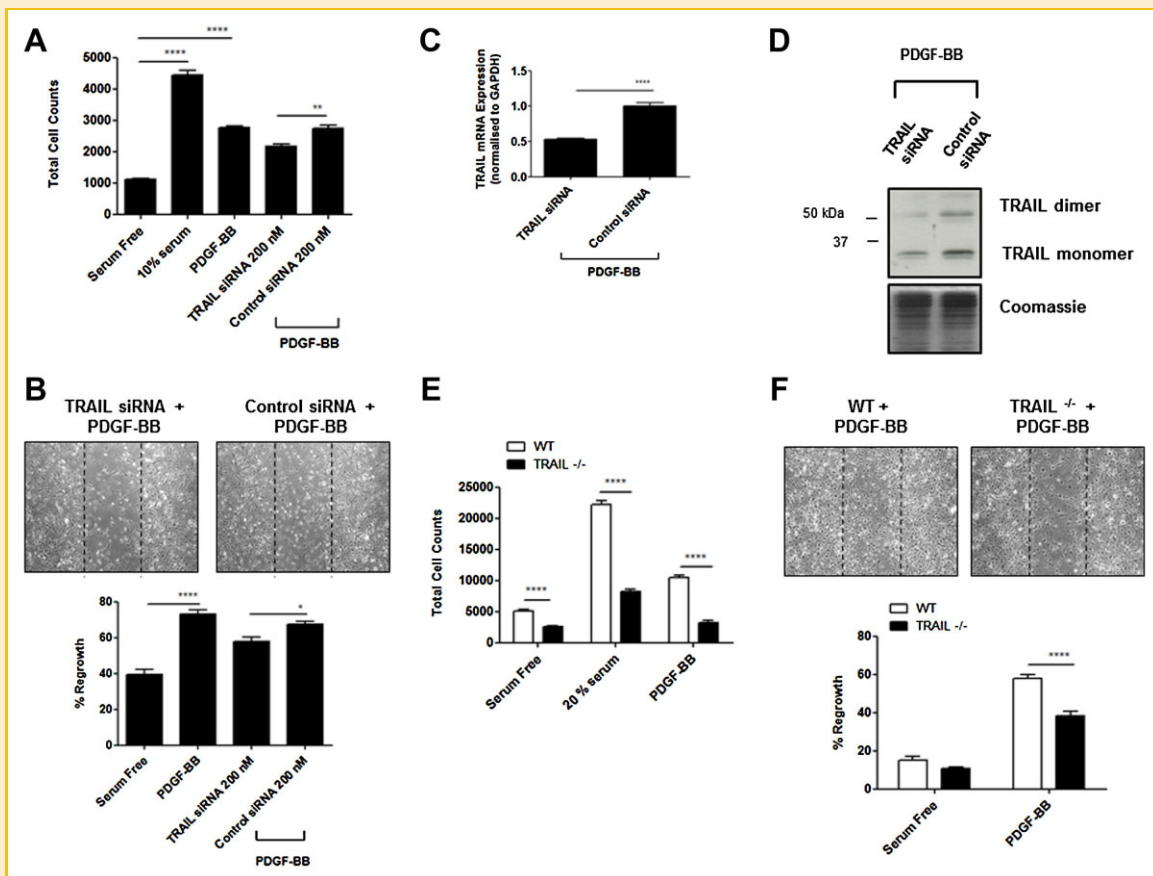 A
****
****
**
Total Cell Counts
5000
4000
3000
2000
1000
0
Serum Free
10% serum
PDGF-BB
TRAIL siRNA 200 nM
Control siRNA 200 nM
PDGF-BB
C
TRAIL mRNA Expression
(normalised to GAPDH)
1.5
1.0
0.5
0.0
****
TRAIL siRNA
Control siRNA
PDGF-BB
D
PDGF-BB
TRAIL
siRNA
Control
siRNA
50 kDa
37
TRAIL dimer
TRAIL monomer
Coomassie
B
TRAIL siRNA +
PDGF-BB
Control siRNA +
PDGF-BB
% Regrowth
80
60
40
20
0
****
*
Serum Free
PDGF-BB
TRAIL siRNA 200 nM
Control siRNA 200 nM
PDGF-BB
E
WT
TRAIL -/-
Total Cell Counts
25000
20000
15000
10000
5000
0
****
****
****
Serum Free
20 % serum
PDGF-BB
F
WT +
PDGF-BB
TRAIL -/- +
PDGF-BB
WT
TRAIL -/-
% Regrowth
80
60
40
20
0
****
Serum Free
PDGF-BB